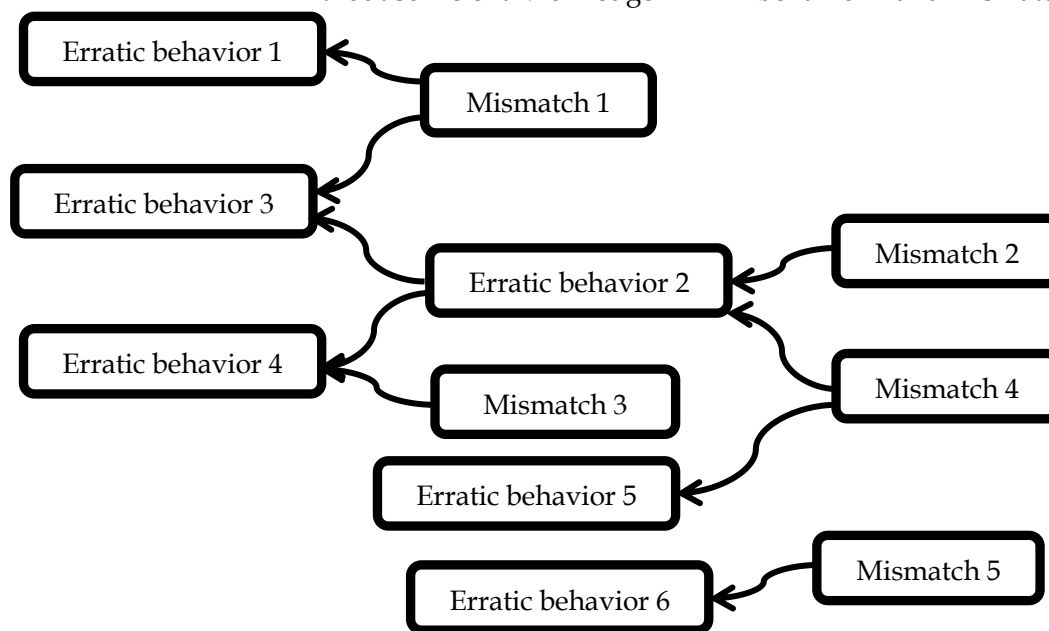 Erratic behavior 1
Mismatch 1
Erratic behavior 3
Mismatch 2
Erratic behavior 2
Erratic behavior 4
Mismatch 4
Mismatch 3
Erratic behavior 5
Mismatch 5
Erratic behavior 6